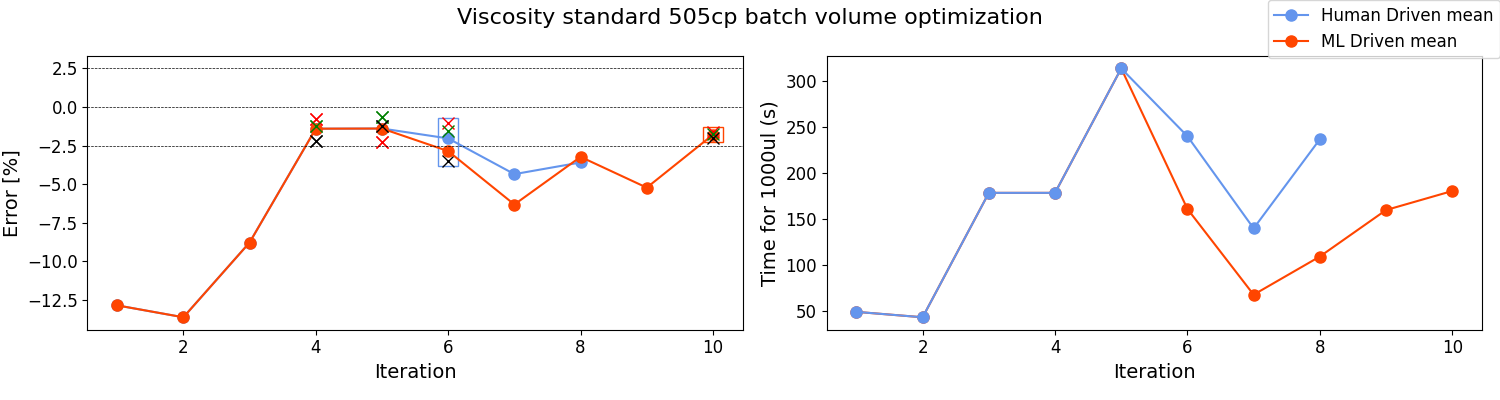 Viscosity standard 505cp batch volume optimization
Human Driven mean
ML Driven mean
Error [%]
2.5
0.0
−2.5
−5.0
−7.5
−10.0
−12.5
2 4 6 8 10
Iteration
Time for 1000ul (s)
300
250
200
150
100
50
2 4 6 8 10
Iteration